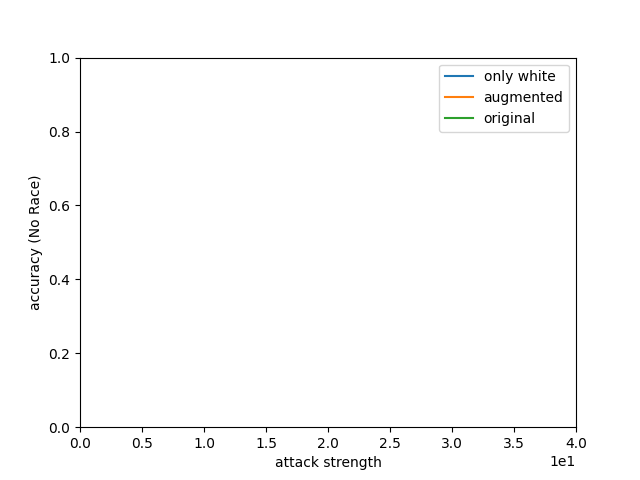 only white
augmented
original
accuracy (No Race)
1.0
0.8
0.6
0.4
0.2
0.0
0.0 0.5 1.0 1.5 2.0 2.5 3.0 3.5 4.0
1e1
attack strength